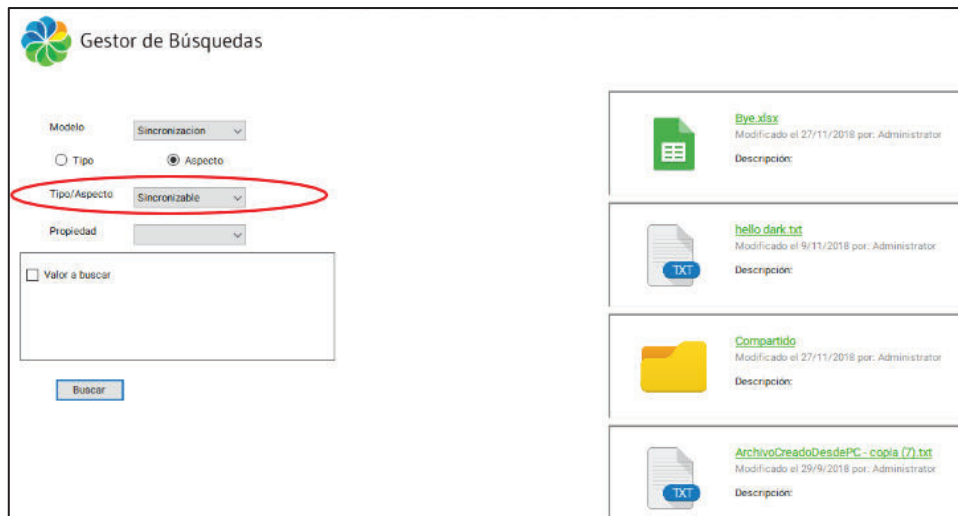 Gestor de Búsquedas
Modelo
Sincronizacion
Tipo
Aspecto
Tipo/Aspecto
Sincronizable
Propiedad
Valor a buscar
Buscar
Bye.xlsx
Modificado el 27/11/2018 por: Administrator
Descripción:
hello dark.txt
Modificado el 9/11/2018 por: Administrator
Descripción:
TXT
Compartido
Modificado el 27/11/2018 por: Administrator
Descripción:
ArchivoCreadoDesdePC - copia (7).txt
Modificado el 29/9/2018 por: Administrator
Descripción:
TXT